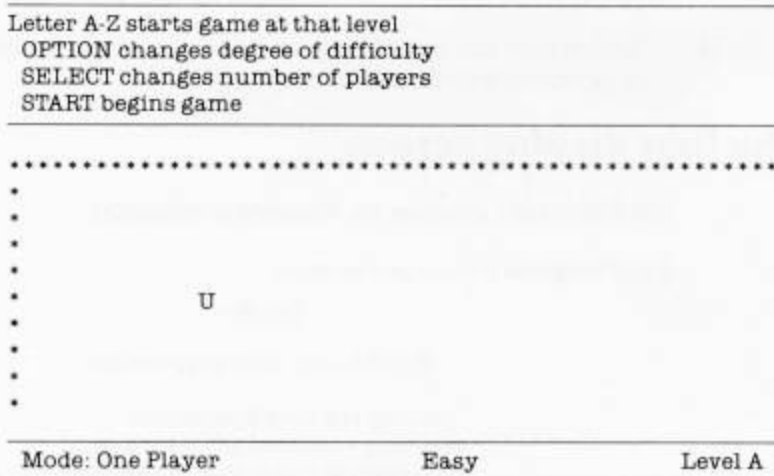 Letter A-Z starts game at that level
OPTION changes degree of difficulty
SELECT changes number of players
START begins game
U
Mode: One Player Easy Level A